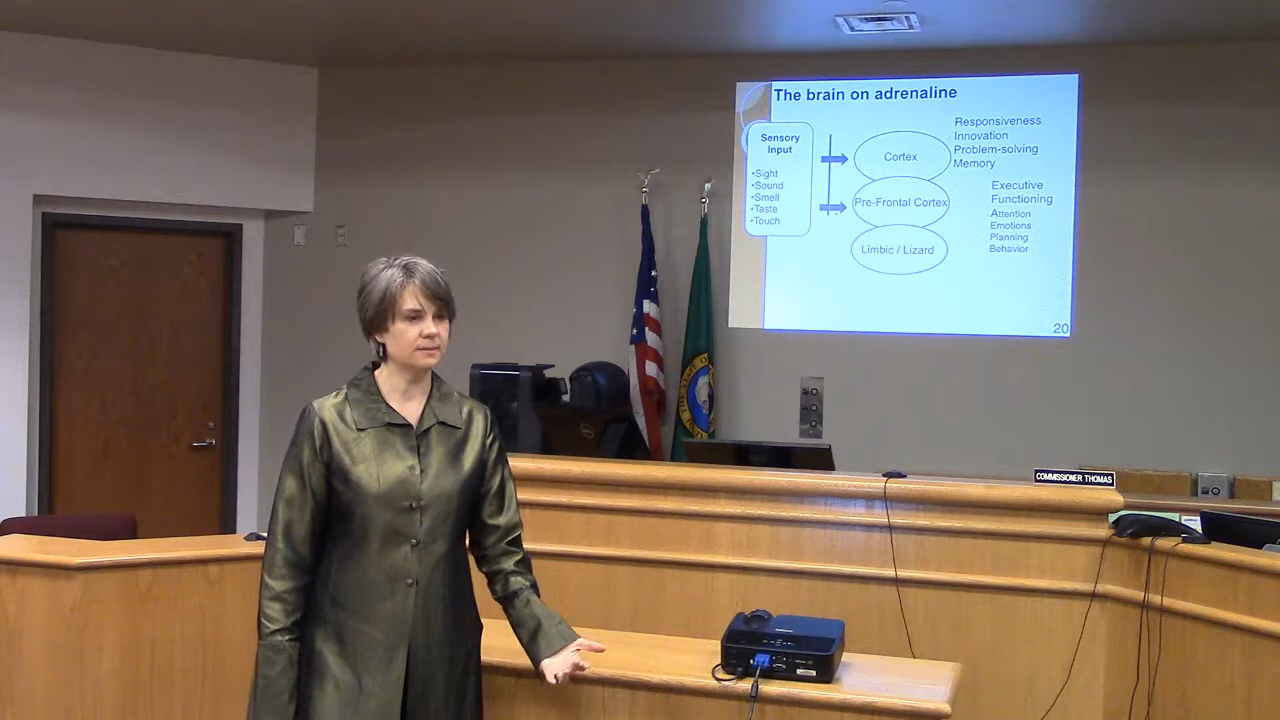 The brain on adrenaline
Sensory
Input
•Sight
•Sound
•Smell
•Taste
•Touch
Cortex
Pre-Frontal Cortex
Limbic / Lizard
Responsiveness
Innovation
Problem-solving
Memory
Executive
Functioning
Attention
Emotions
Planning
Behavior
20
COMMISSIONER THOMAS